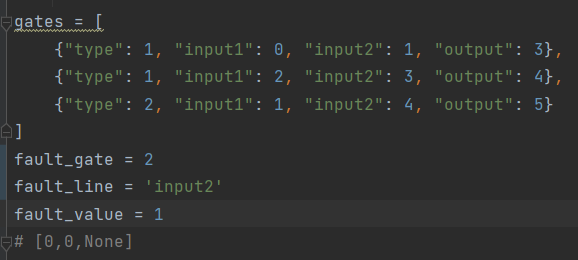 gates = [
    {"type": 1, "input1": 0, "input2": 1, "output": 3},
    {"type": 1, "input1": 2, "input2": 3, "output": 4},
    {"type": 2, "input1": 1, "input2": 4, "output": 5}
]
fault_gate = 2
fault_line = 'input2'
fault_value = 1
# [0,0,None]